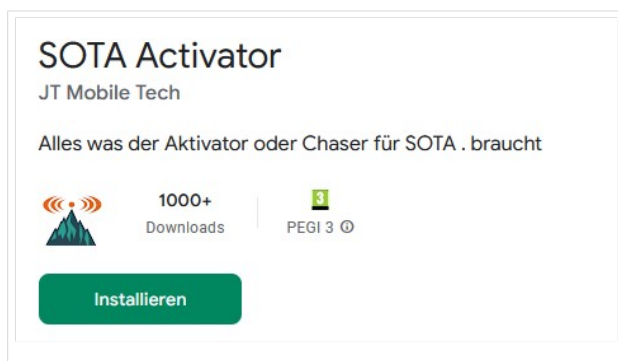 SOTA Activator
JT Mobile Tech
Alles was der Aktivator oder Chaser für SOTA . braucht
1000+
Downloads
3
PEGI 3
Installieren